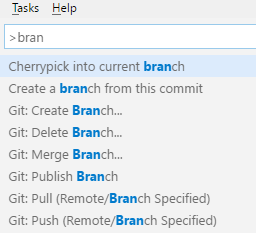 Tasks Help
>bran
Cherrypick into current branch
Create a branch from this commit
Git: Create Branch...
Git: Delete Branch...
Git: Merge Branch...
Git: Publish Branch
Git: Pull (Remote/Branch Specified)
Git: Push (Remote/Branch Specified)